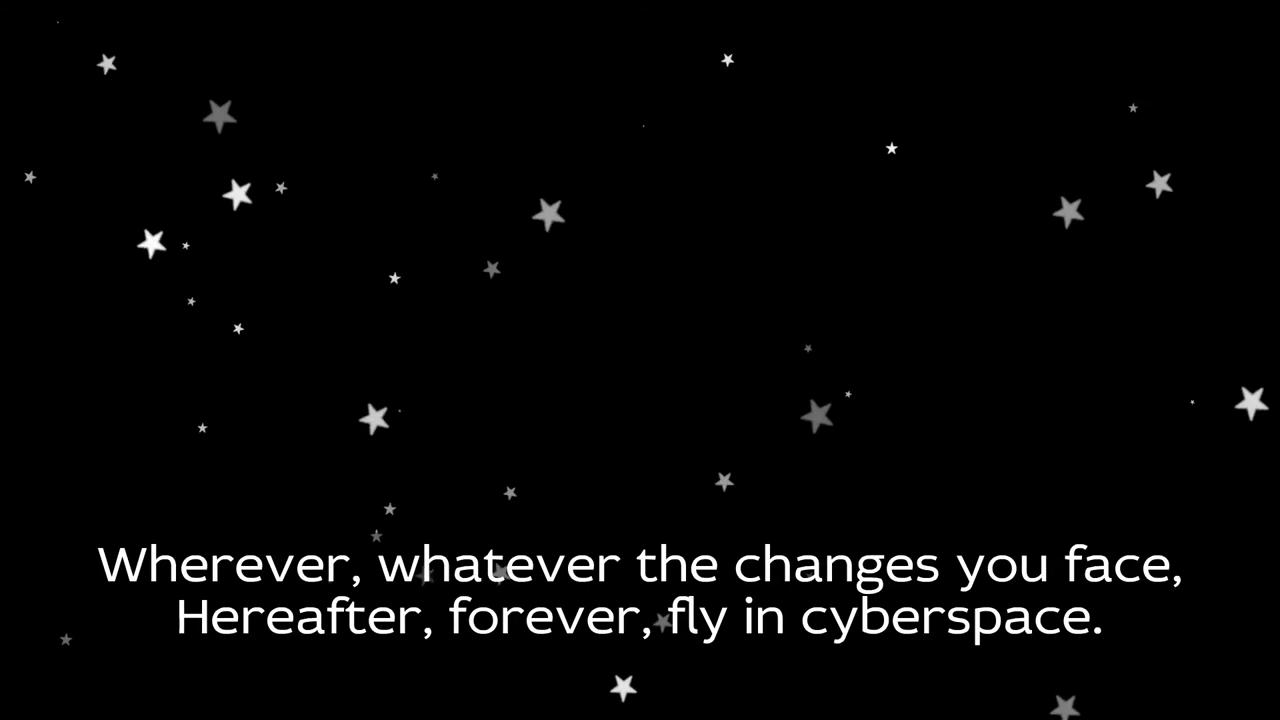 Wherever, whatever the changes you face,
Hereafter, forever, fly in cyberspace.